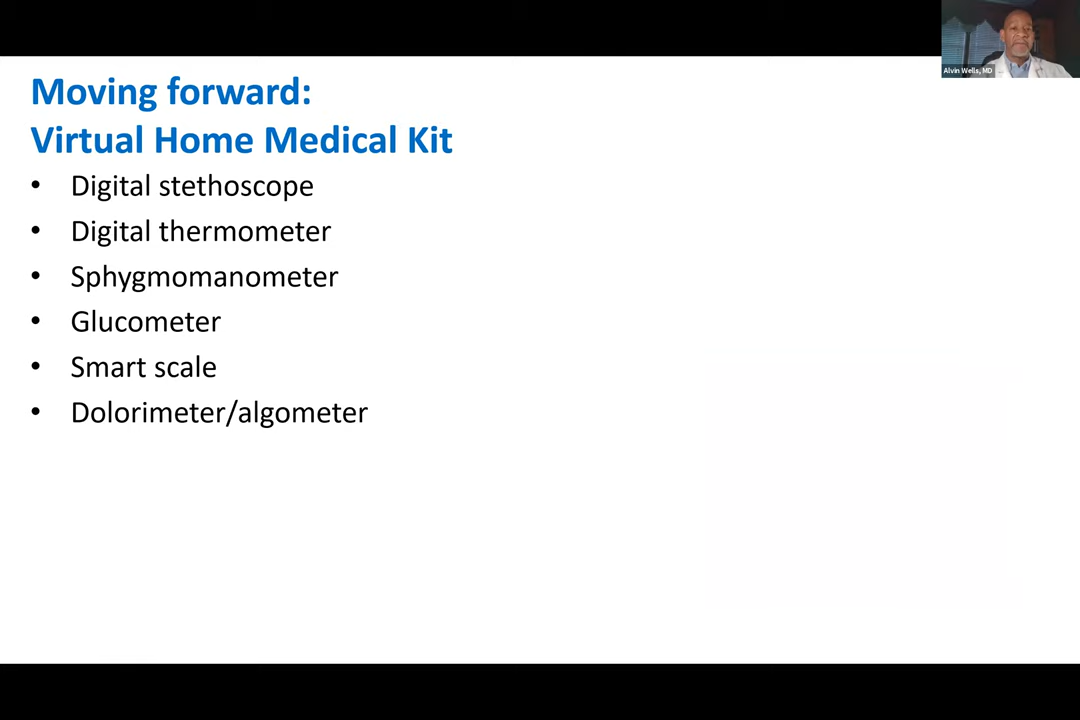 Alvin Wells, MD
Moving forward:
Virtual Home Medical Kit
• Digital stethoscope
• Digital thermometer
• Sphygmomanometer
• Glucometer
• Smart scale
• Dolorimeter/algometer